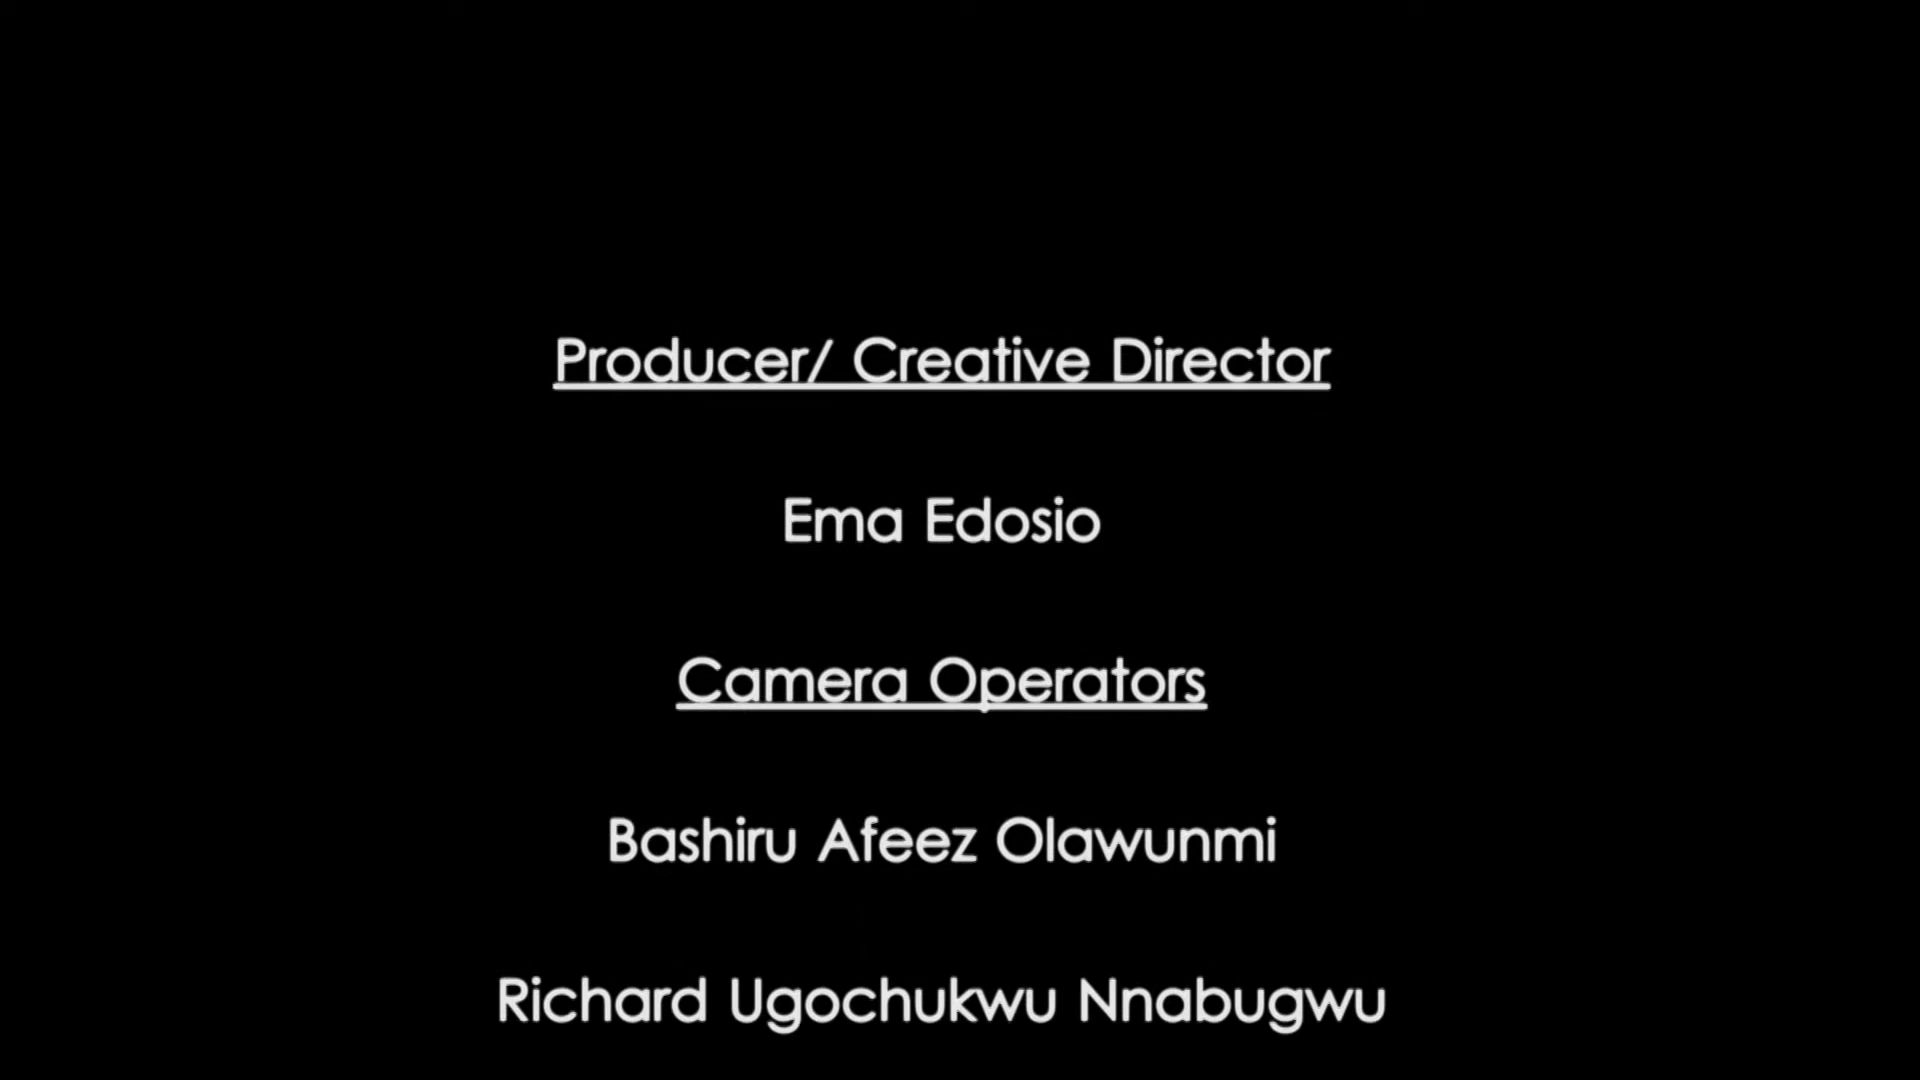 Producer/ Creative Director
Ema Edosio
Camera Operators
Bashiru Afeez Olawunmi
Richard Ugochukwu Nnabugwu